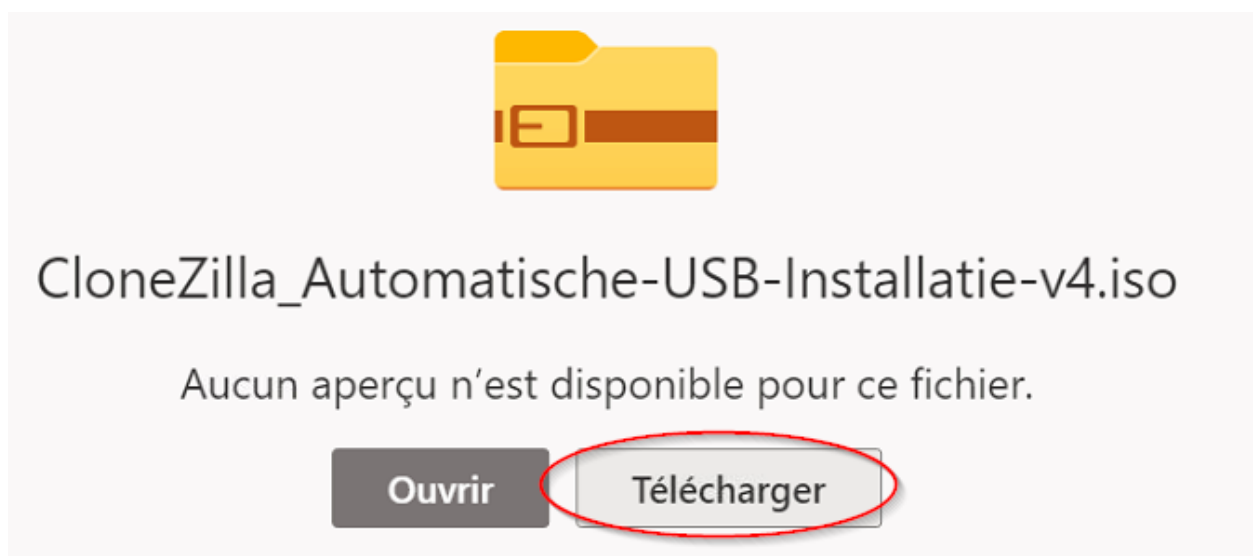 CloneZilla_Automatische-USB-Installatie-v4.iso
Aucun aperçu n’est disponible pour ce fichier.
Ouvrir Télécharger